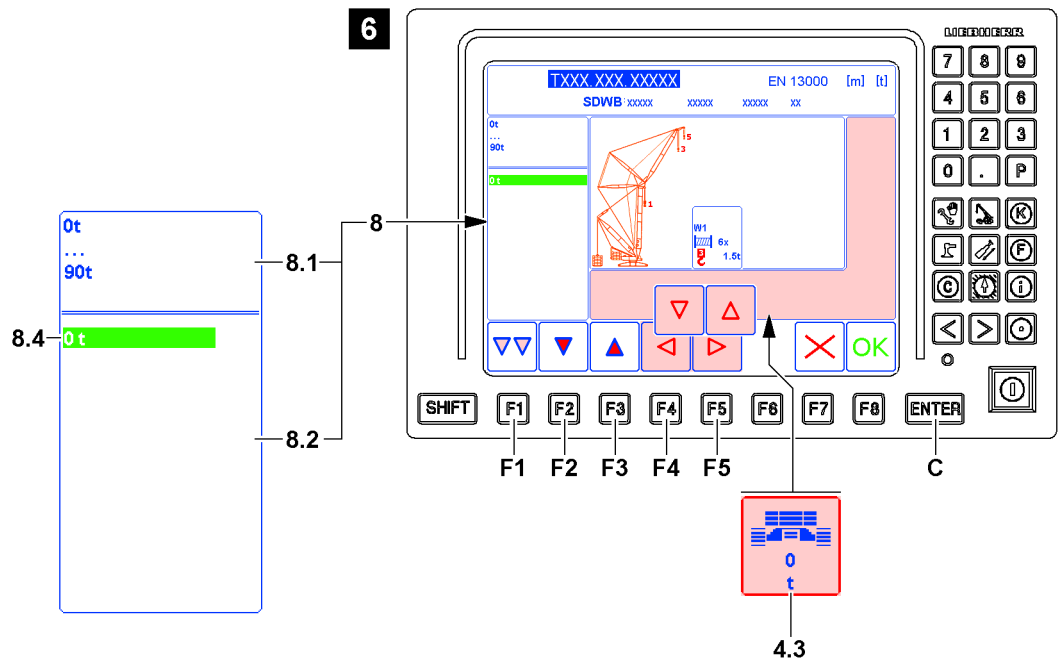 6
LIEBHERR
TXXX.XXX.XXXXX
EN 13000 [m] [t]
SDWB xxxxx xxxxx xxxxx xx
0t
...
90t
0 t
5
3
1
W1
6x
1.5t
OK
7 8 9
4 5 6
1 2 3
0 . P
K
F
C i
SHIFT F1 F2 F3 F4 F5 F6 F7 F8 ENTER
F1 F2 F3 F4 F5 C
0t
...
90t
0 t
8
8.1
8.4
8.2
0
t
4.3